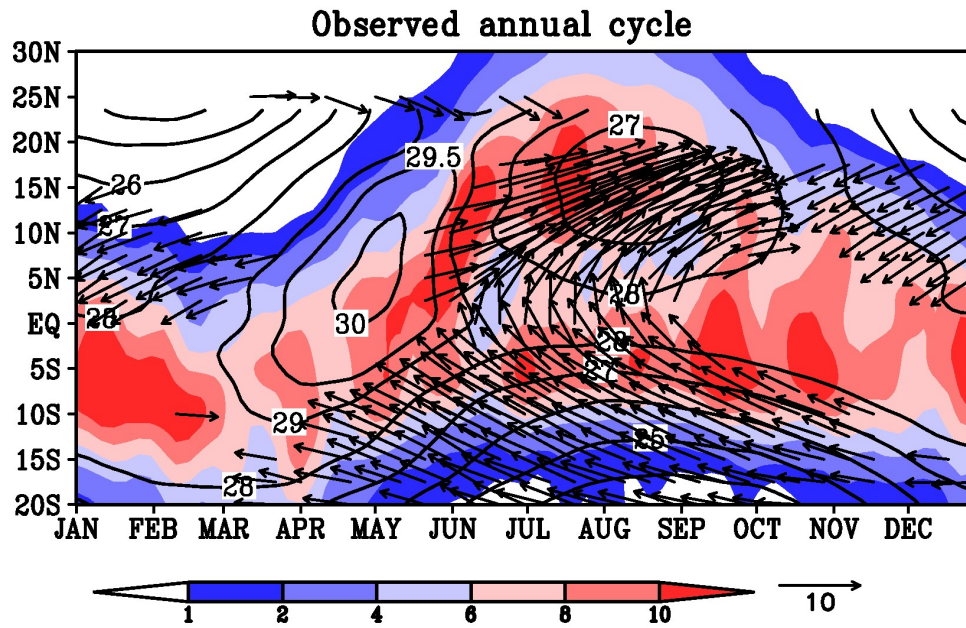 Observed annual cycle
30N
25N
20N
15N
10N
5N
EQ
5S
10S
15S
20S
27
29.5
26
27
28
28
30
28
27
29
25
28
JAN FEB MAR APR MAY JUN JUL AUG SEP OCT NOV DEC
1 2 4 6 8 10
10